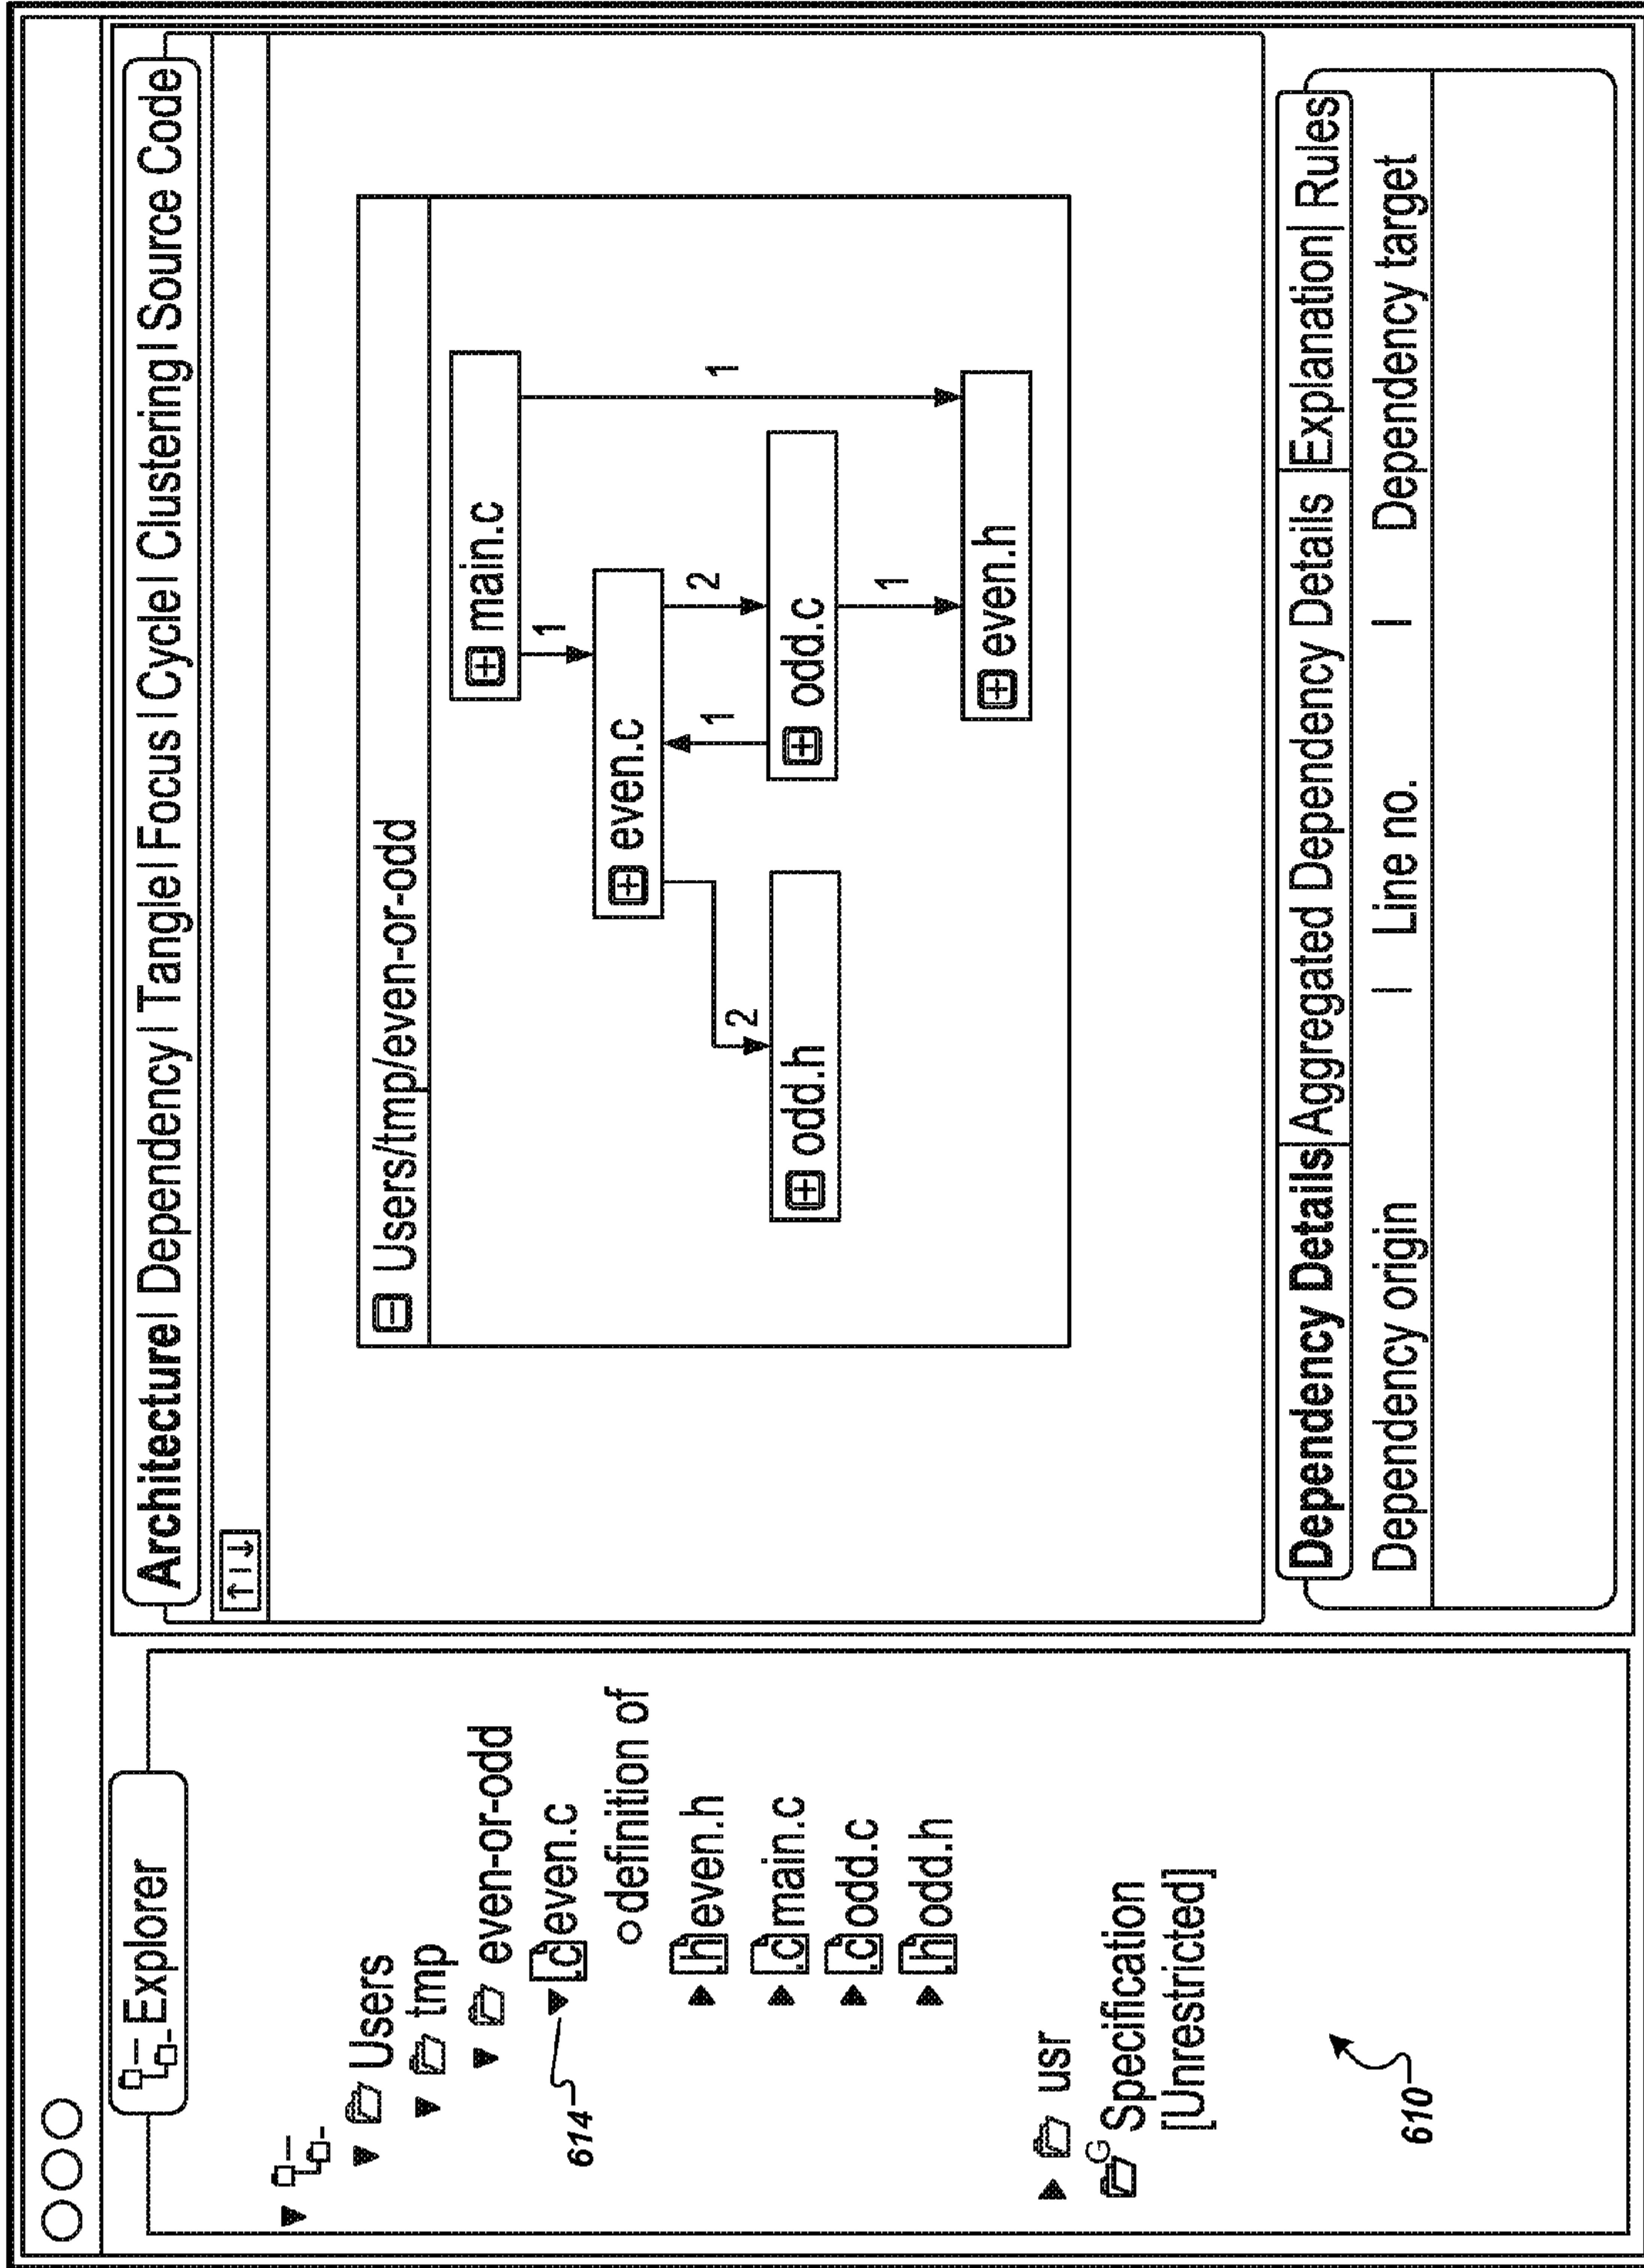 Explorer
Users
tmp
even-or-odd
.c even.c
definition of
.h even.h
.c main.c
.c odd.c
.h odd.h
usr
G Specification
[Unrestricted]
614
610
Architecture| Dependency| Tangle| Focus | Cycle| Clustering| Source Code
Users/tmp/even-or-odd
main.c
1
1
even.c
1
2
2
odd.h
odd.c
1
even.h
Dependency Details| Aggregated Dependency Details |Explanation| Rules
Dependency origin | Line no. | Dependency target